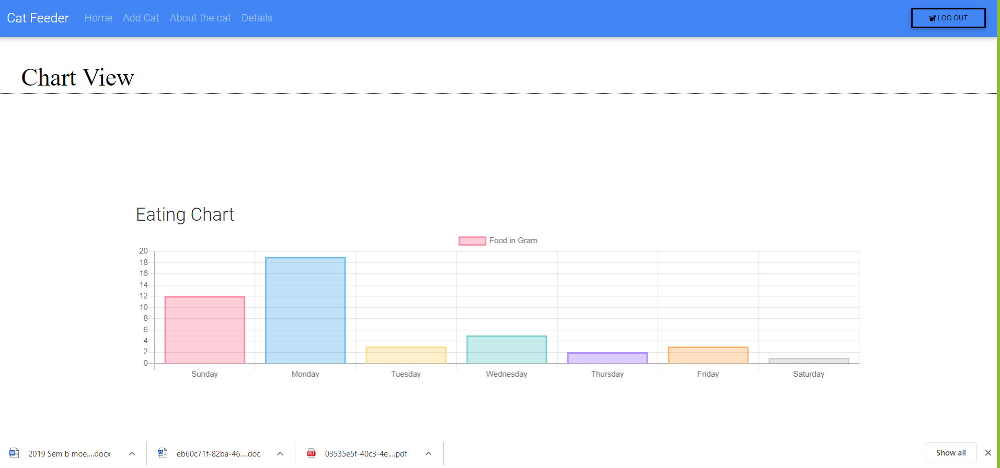 Cat Feeder Home Add Cat About the cat Details LOG OUT
Chart View
Eating Chart
Food in Gram
20
18
16
14
12
10
8
6
4
2
0
Sunday Monday Tuesday Wednesday Thursday Friday Saturday
2019 Sem b moe....docx eb60c71f-82ba-46....doc PDF 03535e5f-40c3-4e....pdf Show all